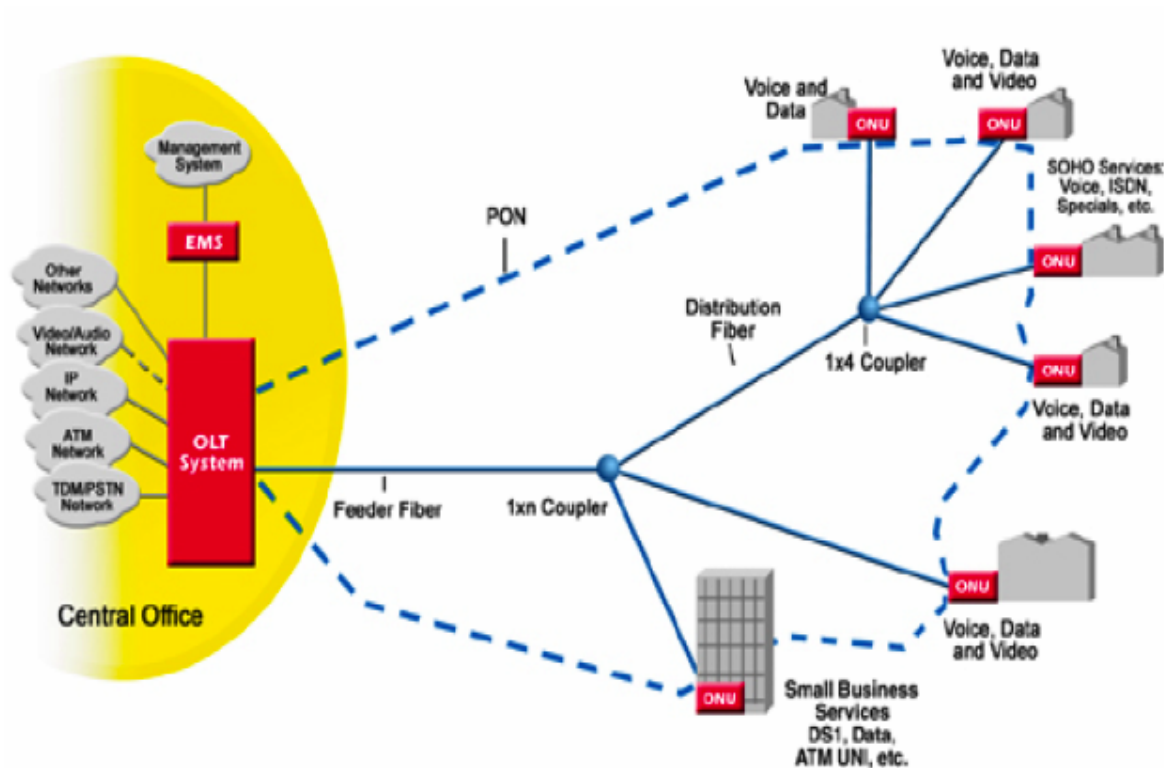 Management
System
EMS
Other
Networks
Video/Audio
Network
IP
Network
ATM
Network
TDM/PSTN
Network
OLT
System
Central Office
PON
Feeder Fiber
1xn Coupler
Distribution
Fiber
1x4 Coupler
Voice and
Data
ONU
Voice, Data
and Video
ONU
SOHO Services:
Voice, ISDN,
Specials, etc.
ONU
ONU
Voice, Data
and Video
ONU
Voice, Data
and Video
ONU
Small Business
Services
DS1, Data,
ATM UNI, etc.